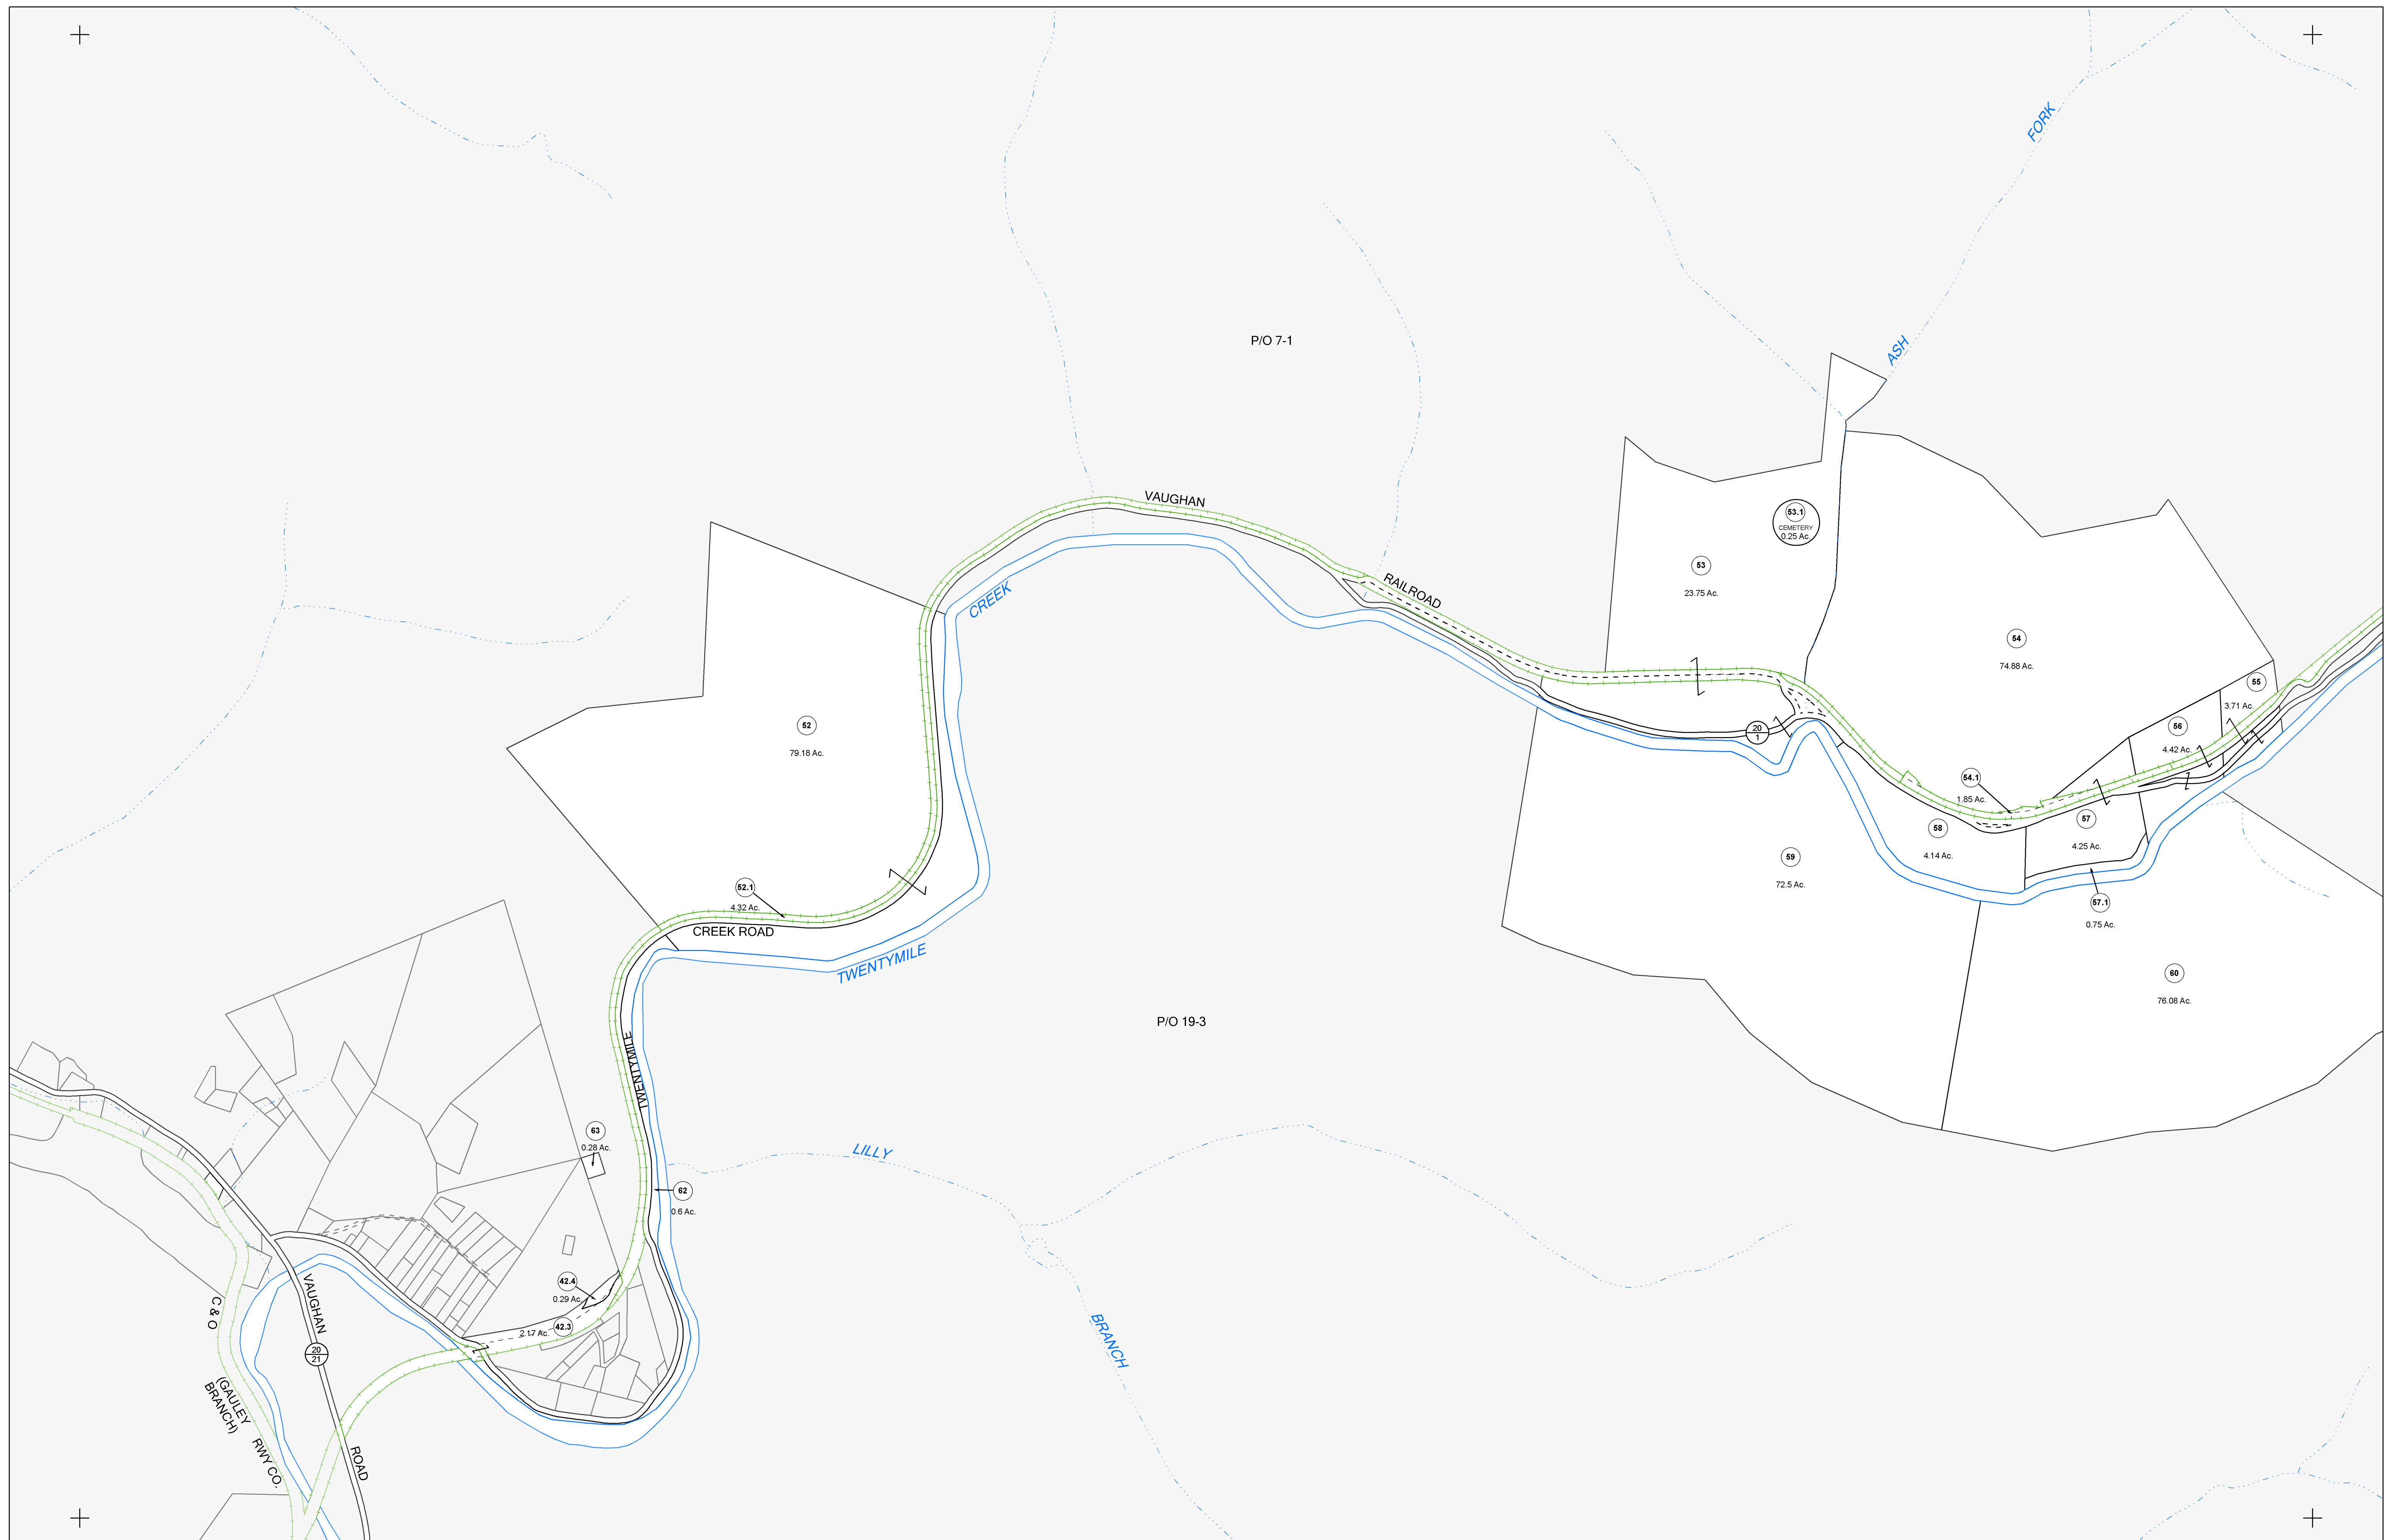 FORK
ASH
P/O 7-1
VAUGHAN
RAILROAD
CREEK
53.1
CEMETERY
0.25 Ac.
53
23.75 Ac.
54
74.88 Ac.
55
3.71 Ac.
56
4.42 Ac.
20
1
52
79.18 Ac.
54.1
1.85 Ac.
57
4.25 Ac.
58
4.14 Ac.
59
72.5 Ac.
57.1
0.75 Ac.
52.1
4.32 Ac.
CREEK ROAD
TWENTYMILE
60
76.08 Ac.
P/O 19-3
TWENTYMILE
63
0.28 Ac.
LILLY
62
0.6 Ac.
42.4
0.29 Ac.
42.3
2.17 Ac.
C & O
VAUGHAN
20
21
BRANCH
(GAULEY
BRANCH)
RWY CO.
ROAD